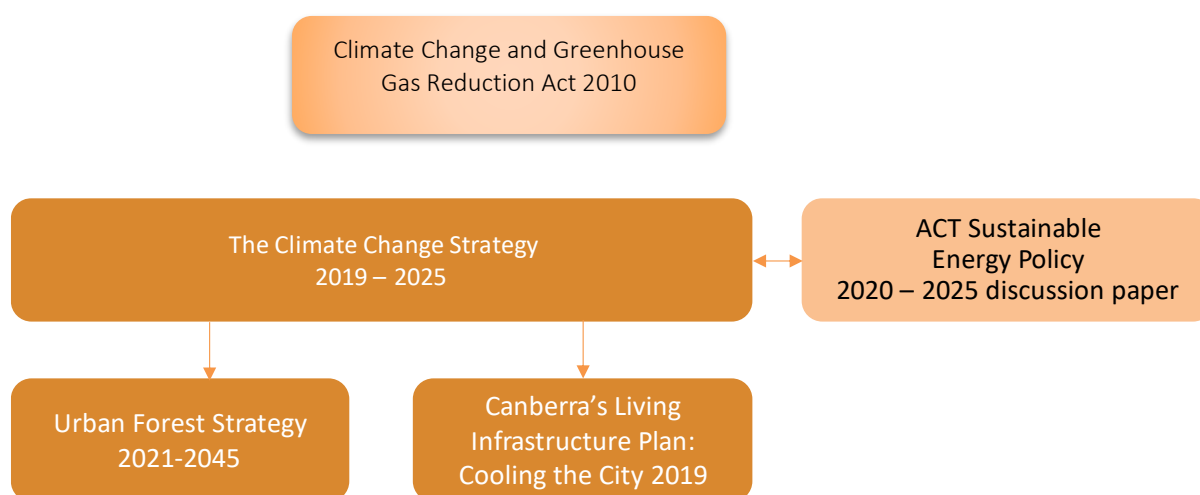 Climate Change and Greenhouse
Gas Reduction Act 2010
The Climate Change Strategy
2019 – 2025
ACT Sustainable
Energy Policy
2020 – 2025 discussion paper
Urban Forest Strategy
2021-2045
Canberra’s Living
Infrastructure Plan:
Cooling the City 2019